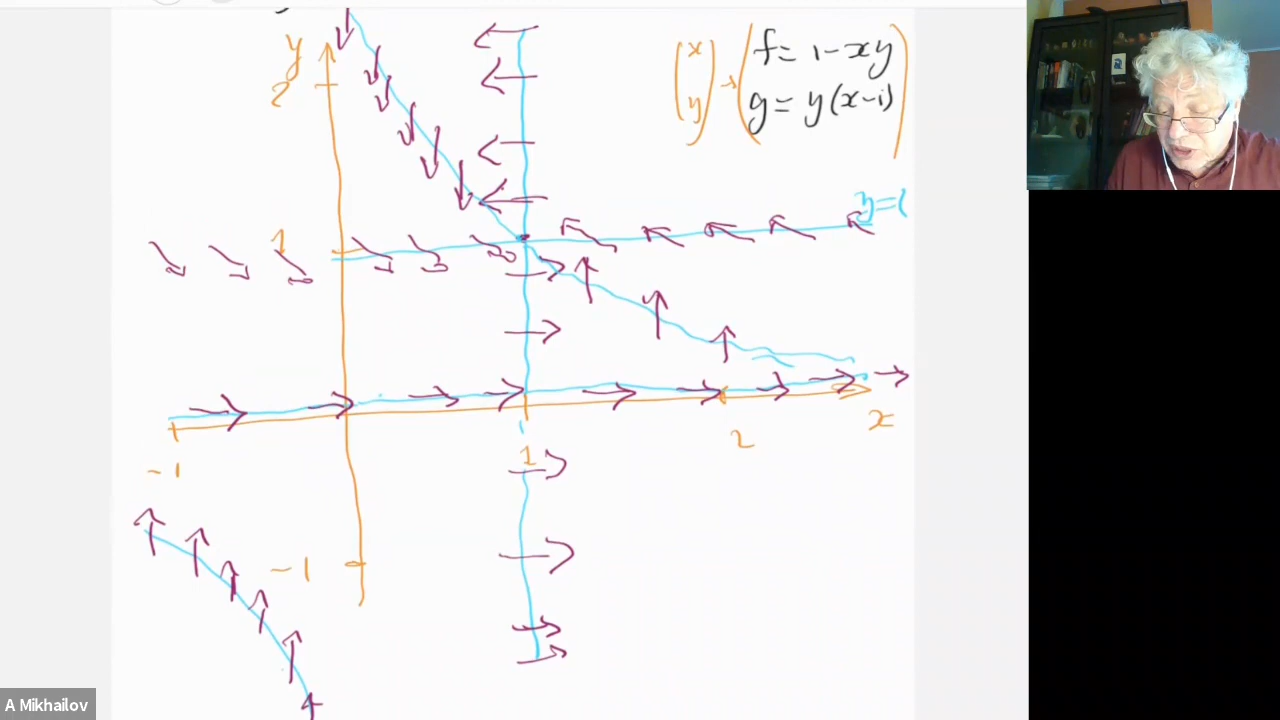 y
2
(x y) → (f = 1 - xy
g = y(x-1))
y=1
1
x
-1
1
2
-1
A Mikhailov